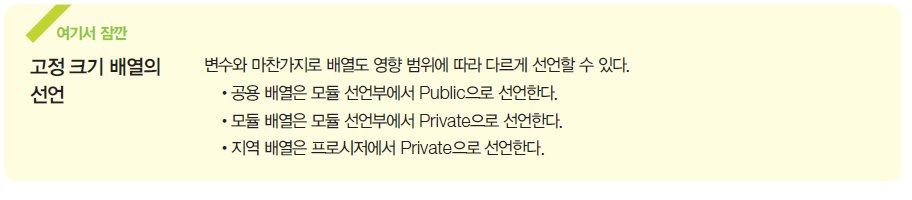 여기서 잠깐
고정 크기 배열의
선언
변수와 마찬가지로 배열도 영향 범위에 따라 다르게 선언할 수 있다.
• 공용 배열은 모듈 선언부에서 Public으로 선언한다.
• 모듈 배열은 모듈 선언부에서 Private으로 선언한다.
• 지역 배열은 프로시저에서 Private으로 선언한다.